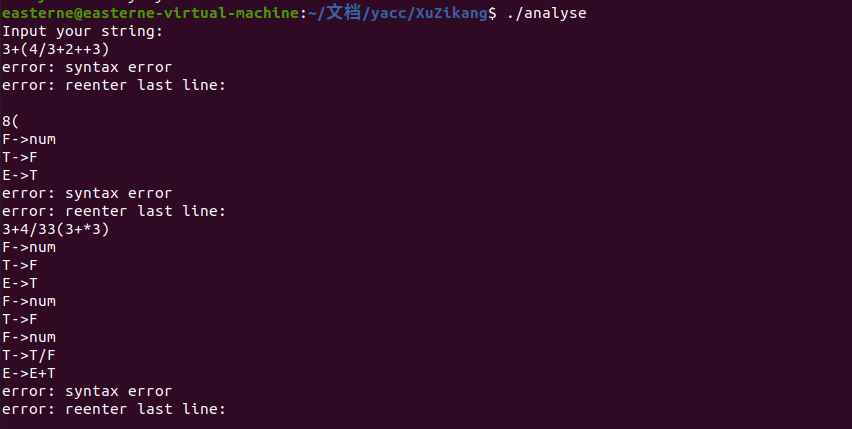 easterne@easterne-virtual-machine:~/文档/yacc/XuZikang$ ./analyse
Input your string:
3+(4/3+2++3)
error: syntax error
error: reenter last line:
8(
F->num
T->F
E->T
error: syntax error
error: reenter last line:
3+4/33(3+*3)
F->num
T->F
E->T
F->num
T->F
F->num
T->T/F
E->E+T
error: syntax error
error: reenter last line: